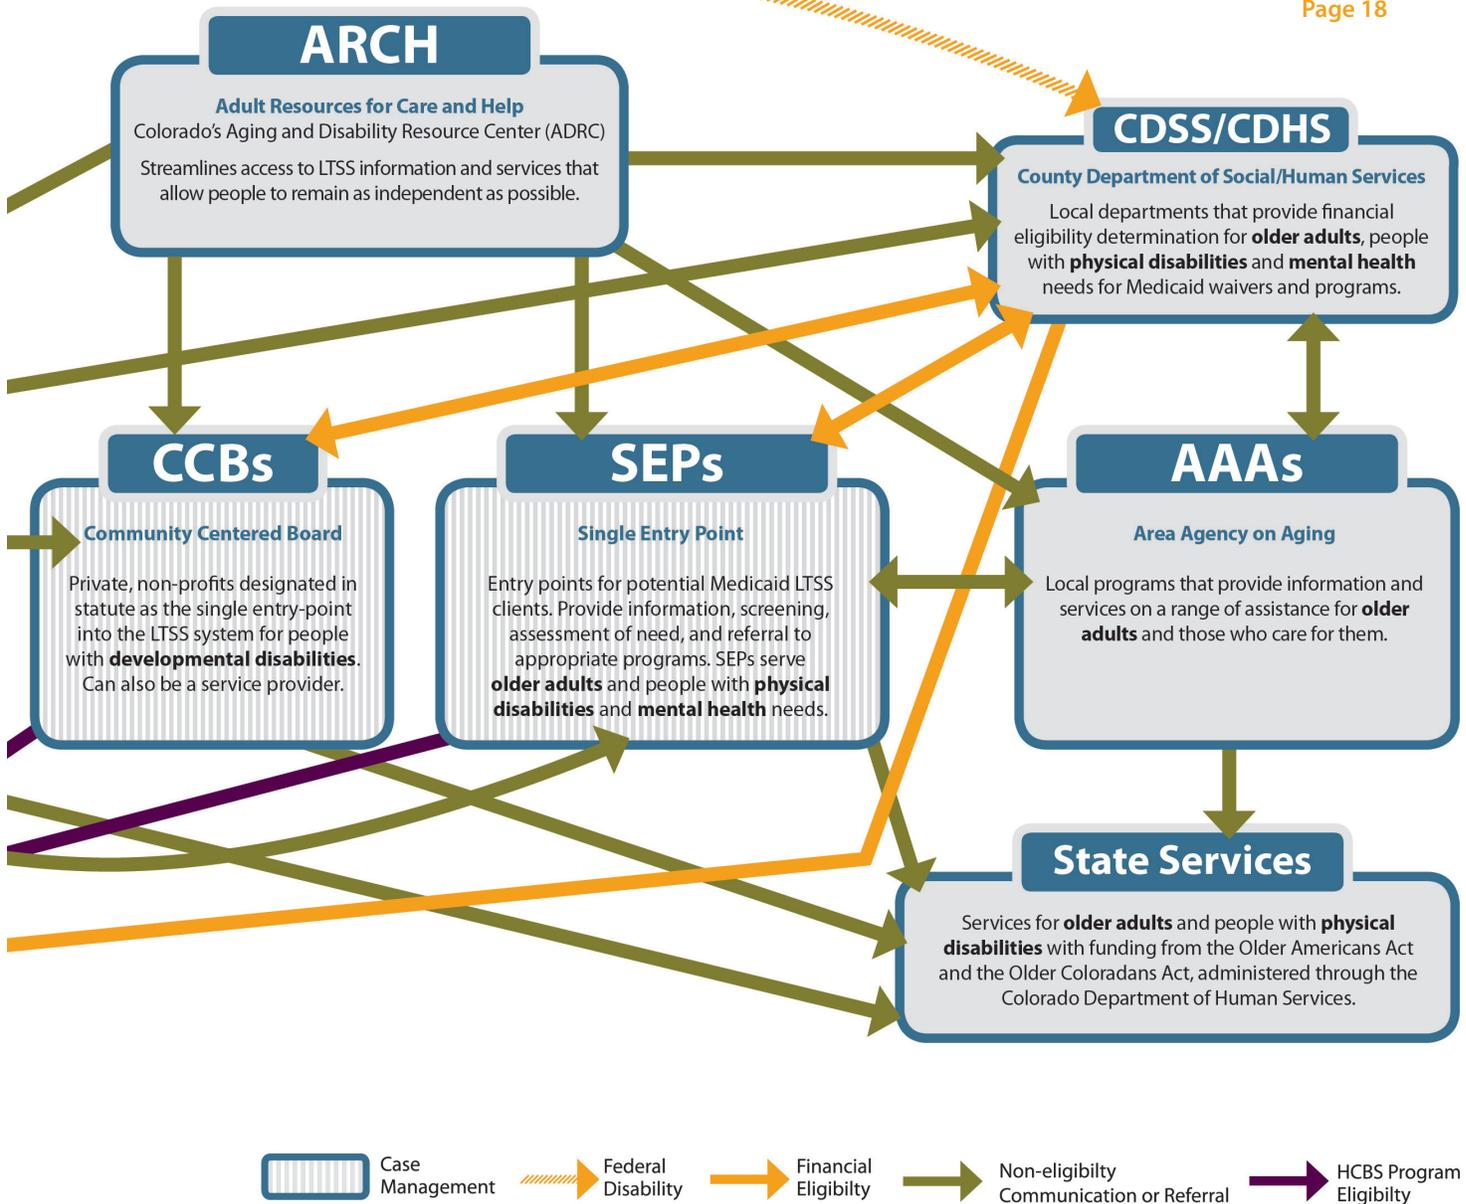 Page 18
ARCH
Adult Resources for Care and Help
Colorado’s Aging and Disability Resource Center (ADRC)
Streamlines access to LTSS information and services that
allow people to remain as independent as possible.
CDSS/CDHS
County Department of Social/Human Services
Local departments that provide financial
eligibility determination for older adults, people
with physical disabilities and mental health
needs for Medicaid waivers and programs.
CCBs
Community Centered Board
Private, non-profits designated in
statute as the single entry-point
into the LTSS system for people
with developmental disabilities.
Can also be a service provider.
SEPs
Single Entry Point
Entry points for potential Medicaid LTSS
clients. Provide information, screening,
assessment of need, and referral to
appropriate programs. SEPs serve
older adults and people with physical
disabilities and mental health needs.
AAAs
Area Agency on Aging
Local programs that provide information and
services on a range of assistance for older
adults and those who care for them.
State Services
Services for older adults and people with physical
disabilities with funding from the Older Americans Act
and the Older Coloradans Act, administered through the
Colorado Department of Human Services.
Case
Management
Federal
Disability
Financial
Eligibilty
Non-eligibilty
Communication or Referral
HCBS Program
Eligibilty